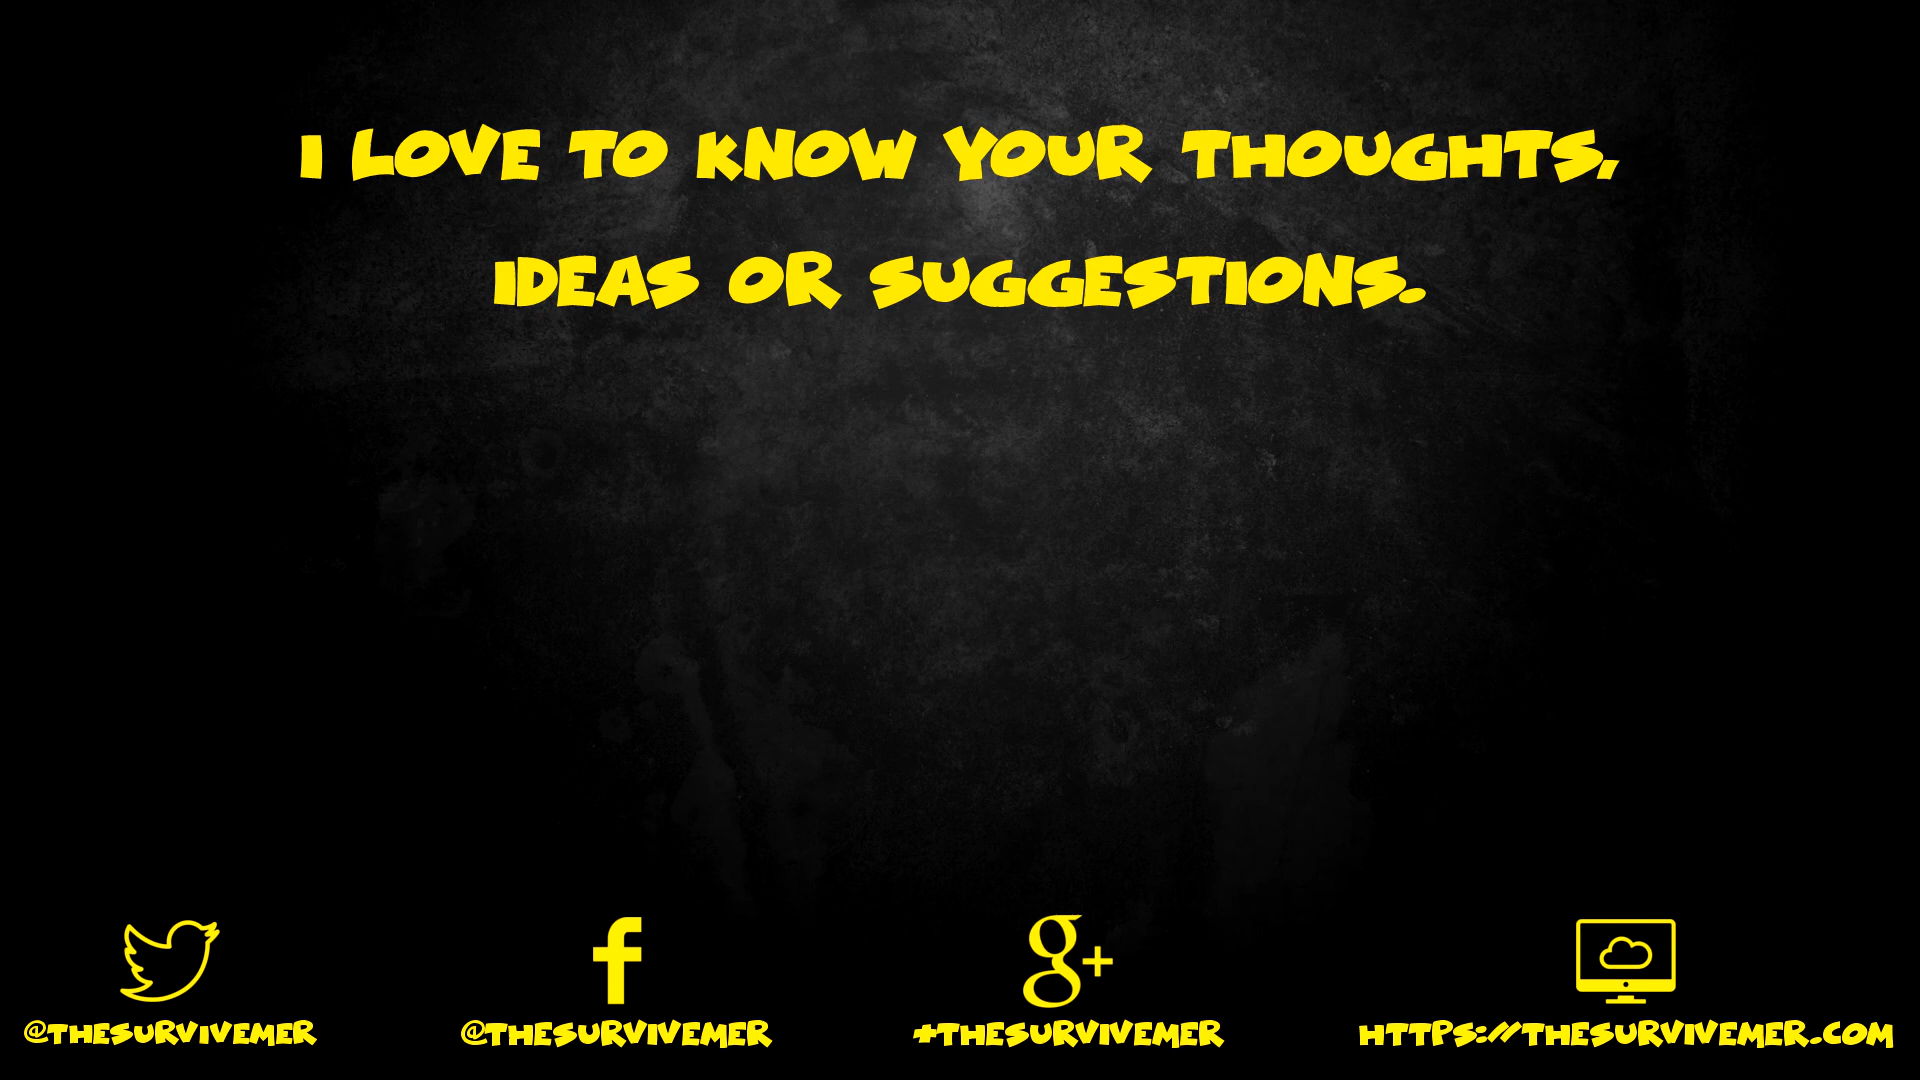 I LOVE TO KNOW YOUR THOUGHTS,
IDEAS OR SUGGESTIONS.
@THESURVIVEMER
@THESURVIVEMER
+THESURVIVEMER
HTTPS://THESURVIVEMER.COM